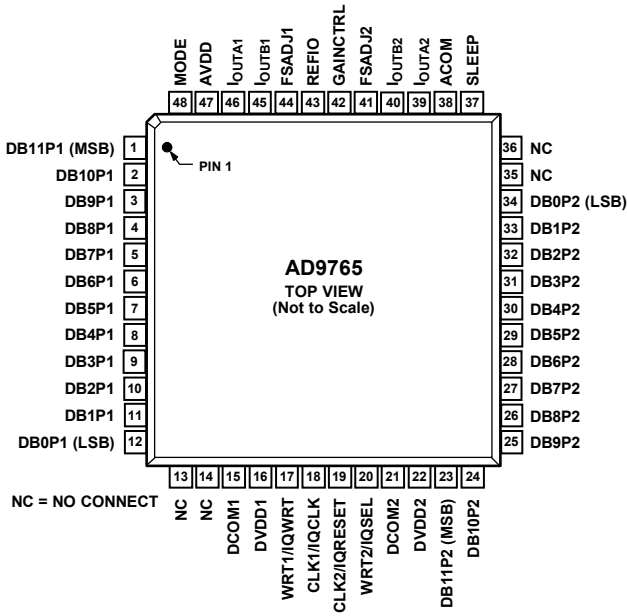 MODE
AVDD
IOUTA1
IOUTB1
FSADJ1
REFIO
GAINCTRL
FSADJ2
IOUTB2
IOUTA2
ACOM
SLEEP
48 47 46 45 44 43 42 41 40 39 38 37
DB11P1 (MSB) 1
DB10P1 2
DB9P1 3
DB8P1 4
DB7P1 5
DB6P1 6
DB5P1 7
DB4P1 8
DB3P1 9
DB2P1 10
DB1P1 11
DB0P1 (LSB) 12
PIN 1
AD9765
TOP VIEW
(Not to Scale)
36 NC
35 NC
34 DB0P2 (LSB)
33 DB1P2
32 DB2P2
31 DB3P2
30 DB4P2
29 DB5P2
28 DB6P2
27 DB7P2
26 DB8P2
25 DB9P2
13 14 15 16 17 18 19 20 21 22 23 24
NC
NC
DCOM1
DVDD1
WRT1/IQWRT
CLK1/IQCLK
CLK2/IQRESET
WRT2/IQSEL
DCOM2
DVDD2
DB11P2 (MSB)
DB10P2
NC = NO CONNECT